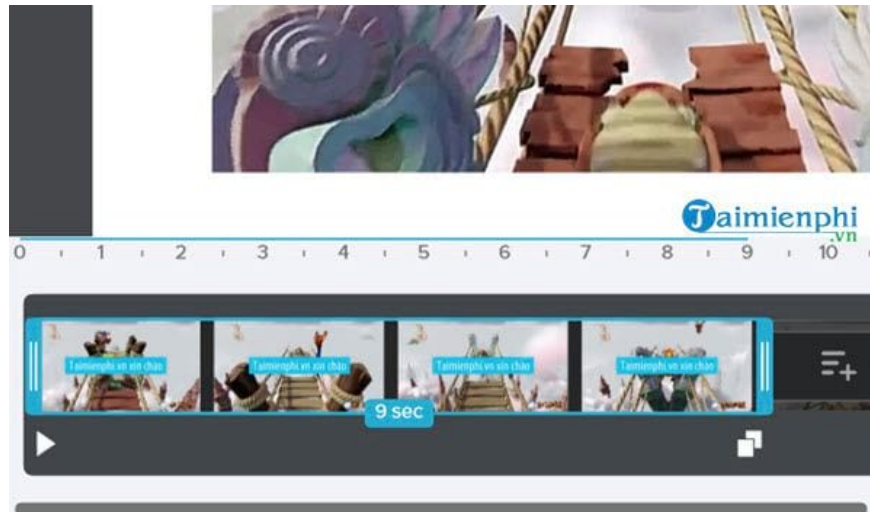 Taimienphi
.vn
0 1 2 3 4 5 6 7 8 9 10
Taimienphi.vn xin chào Taimienphi.vn xin chào Taimienphi.vn xin chào Taimienphi.vn xin chào
9 sec